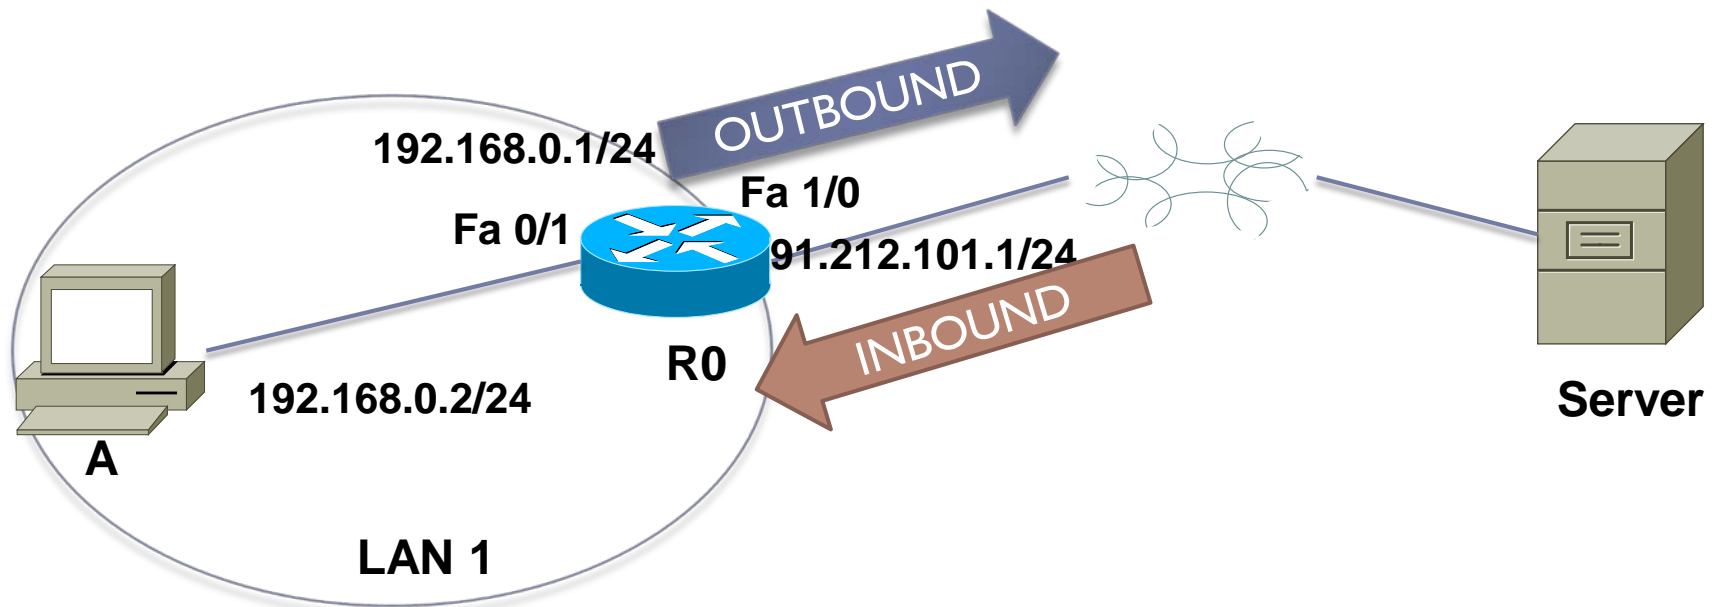 OUTBOUND
192.168.0.1/24
Fa 1/0
Fa 0/1
91.212.101.1/24
INBOUND
R0
192.168.0.2/24
Server
A
LAN 1